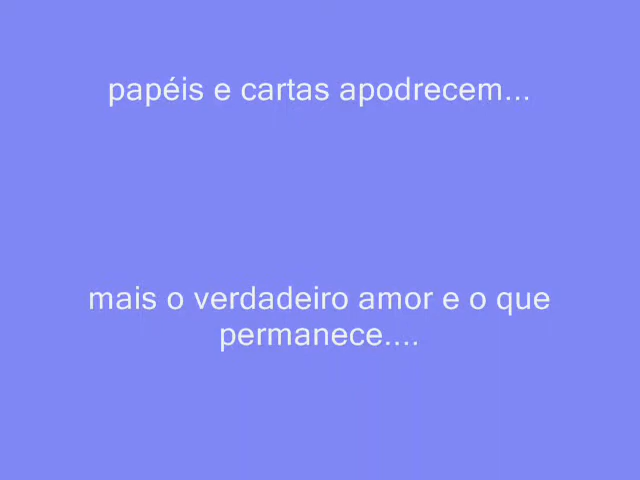 papéis e cartas apodrecem...
mais o verdadeiro amor e o que
permanece....